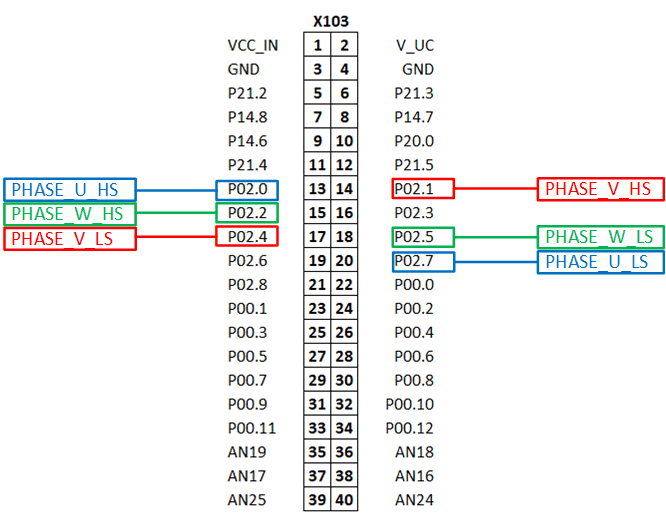 X103
VCC_IN 1 2 V_UC
GND 3 4 GND
P21.2 5 6 P21.3
P14.8 7 8 P14.7
P14.6 9 10 P20.0
P21.4 11 12 P21.5
PHASE_U_HS P02.0 13 14 P02.1 PHASE_V_HS
PHASE_W_HS P02.2 15 16 P02.3
PHASE_V_LS P02.4 17 18 P02.5 PHASE_W_LS
P02.6 19 20 P02.7 PHASE_U_LS
P02.8 21 22 P00.0
P00.1 23 24 P00.2
P00.3 25 26 P00.4
P00.5 27 28 P00.6
P00.7 29 30 P00.8
P00.9 31 32 P00.10
P00.11 33 34 P00.12
AN19 35 36 AN18
AN17 37 38 AN16
AN25 39 40 AN24